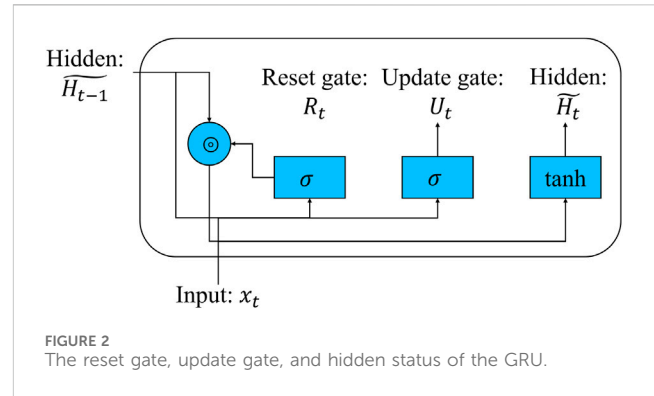 Hidden:
H̃ₜ₋₁
Reset gate: Update gate: Hidden:
Rₜ Uₜ H̃ₜ
⊚
σ σ tanh
Input: xₜ
FIGURE 2
The reset gate, update gate, and hidden status of the GRU.